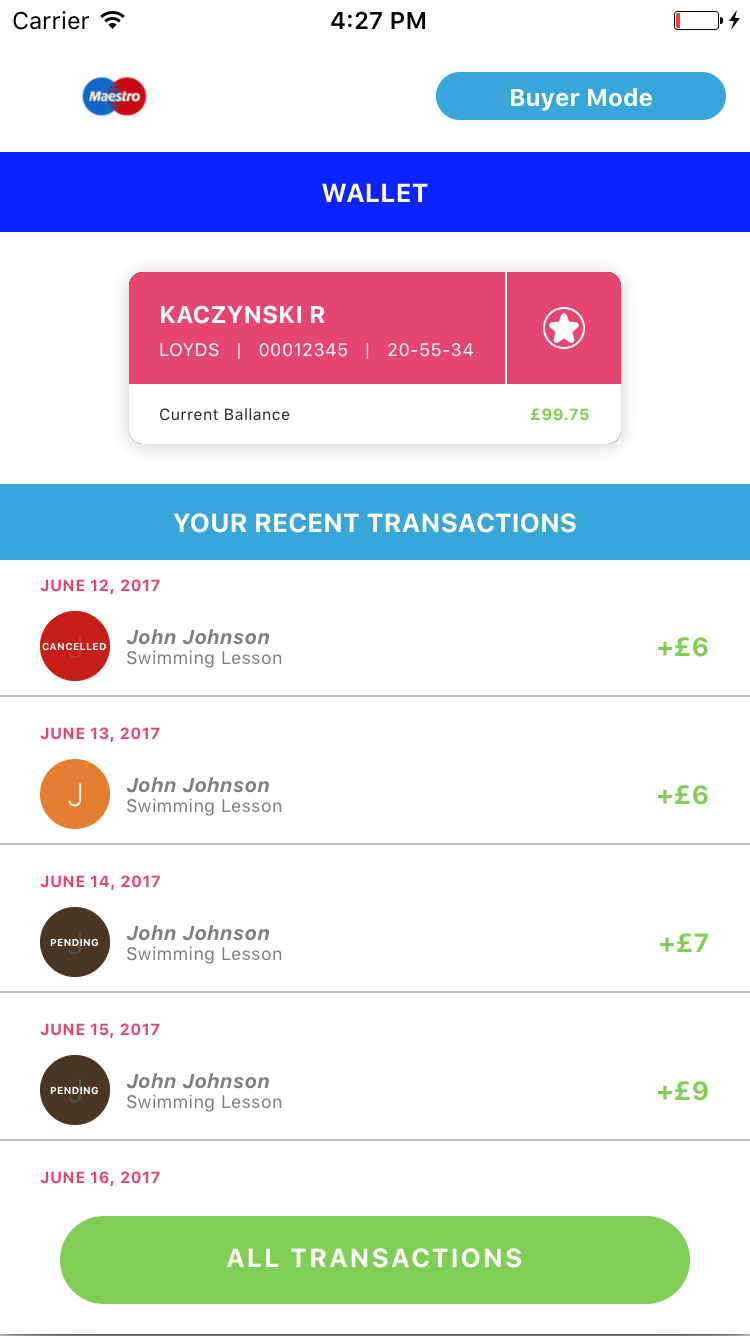 Carrier 4:27 PM
Maestro Buyer Mode
WALLET
KACZYNSKI R
LOYDS | 00012345 | 20-55-34
Current Ballance £99.75
YOUR RECENT TRANSACTIONS
JUNE 12, 2017
J CANCELLED
John Johnson
Swimming Lesson
+£6
JUNE 13, 2017
J
John Johnson
Swimming Lesson
+£6
JUNE 14, 2017
J PENDING
John Johnson
Swimming Lesson
+£7
JUNE 15, 2017
J PENDING
John Johnson
Swimming Lesson
+£9
JUNE 16, 2017
ALL TRANSACTIONS